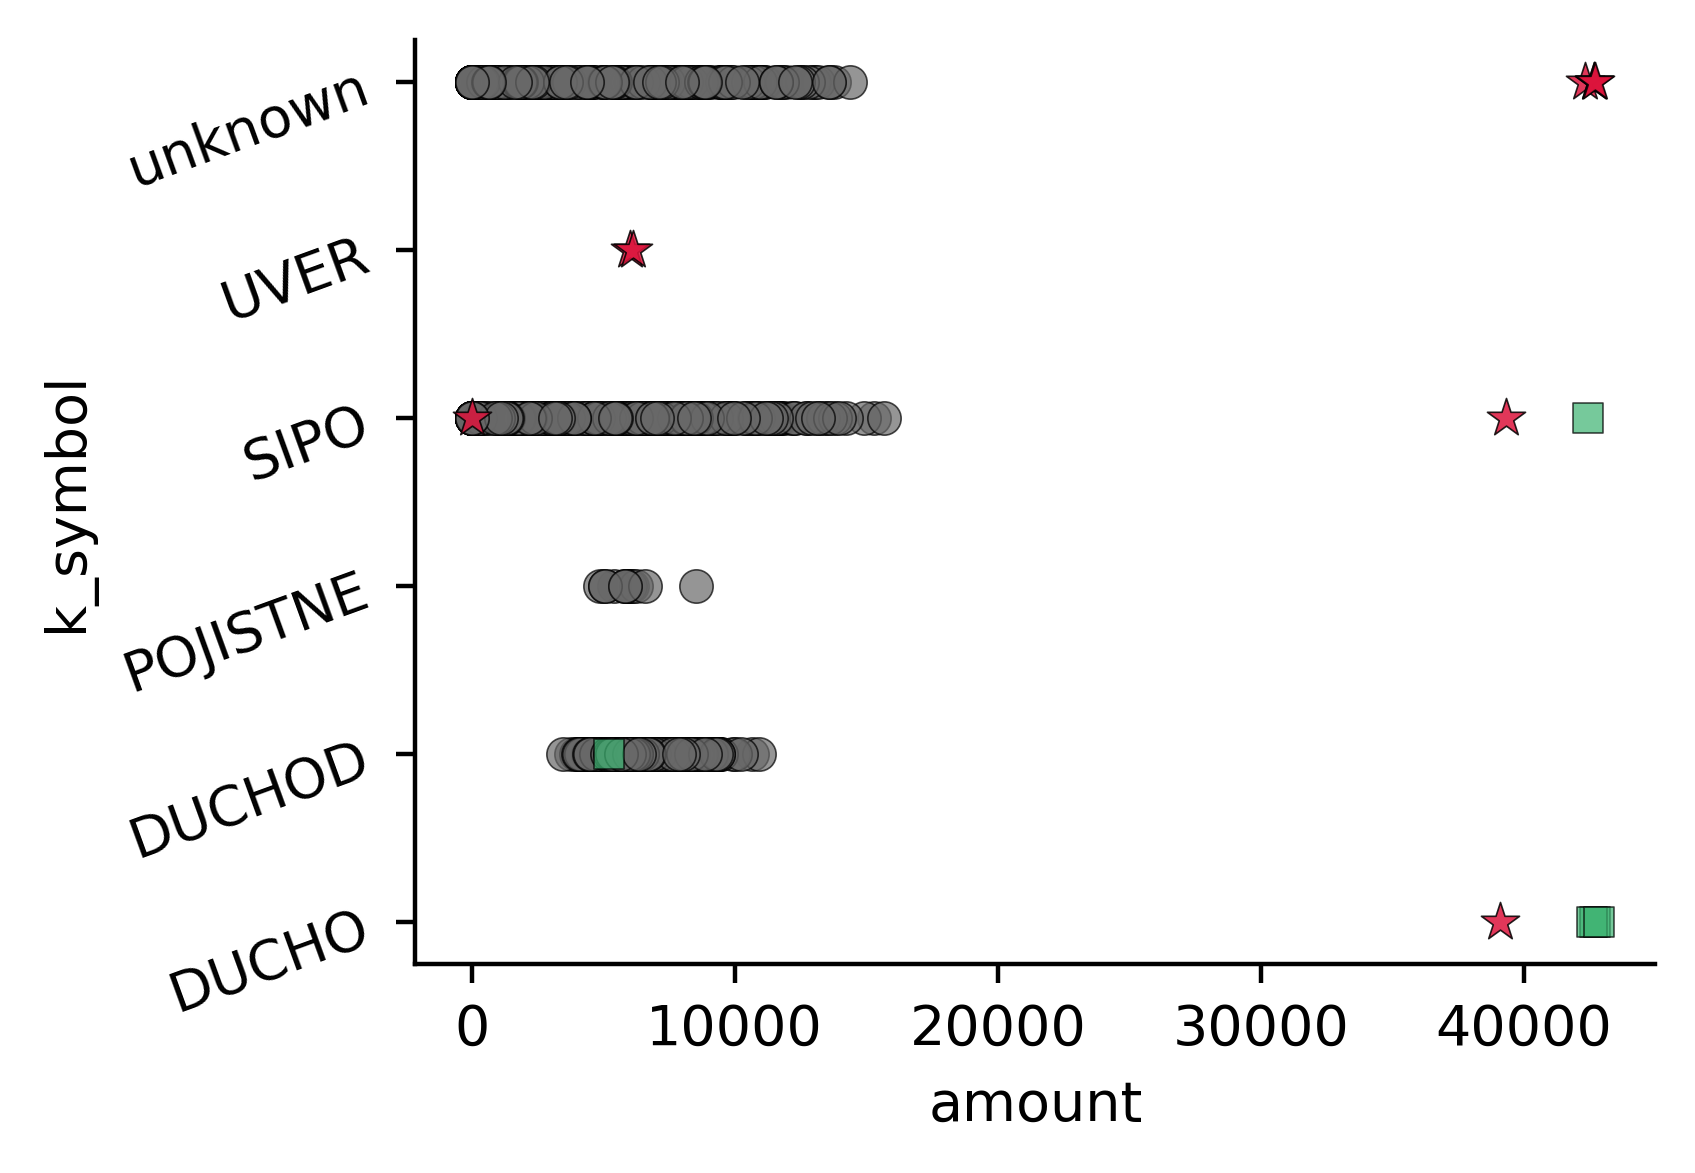 unknown
UVER
SIPO
POJISTNE
DUCHOD
DUCHO
k_symbol
0 10000 20000 30000 40000
amount